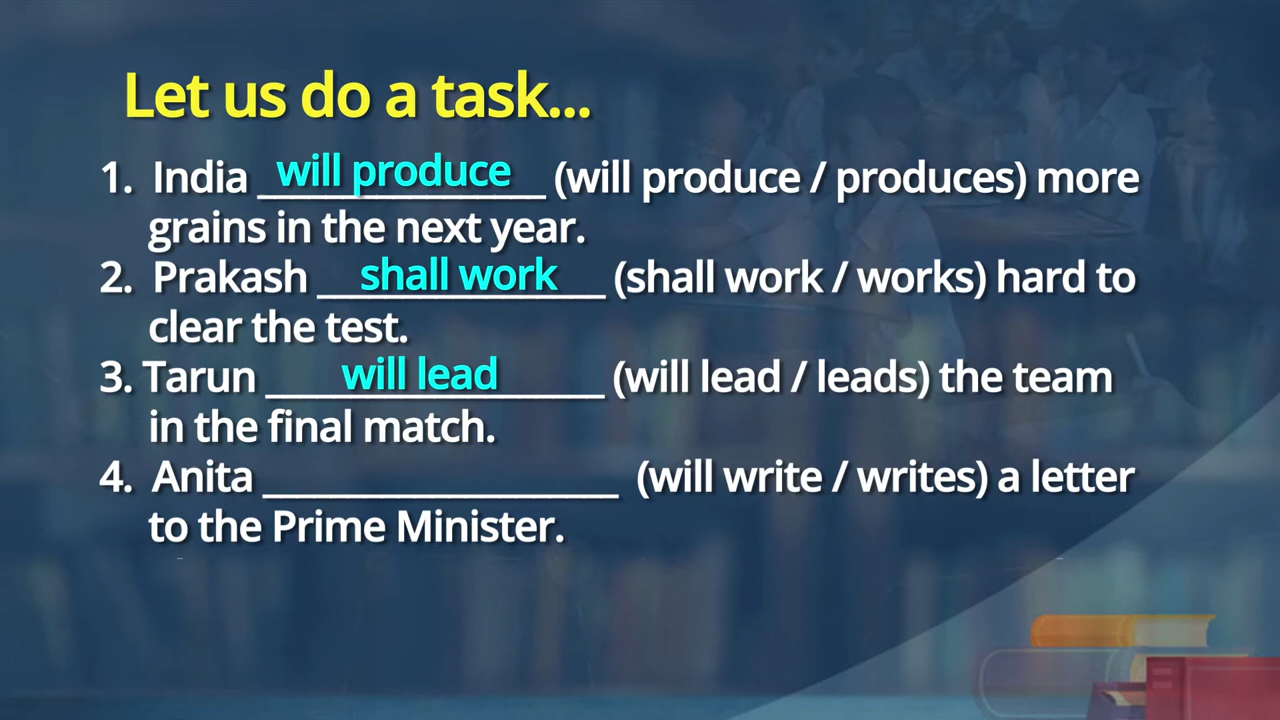 Let us do a task...
1. India will produce (will produce / produces) more
grains in the next year.
2. Prakash shall work (shall work / works) hard to
clear the test.
3. Tarun will lead (will lead / leads) the team
in the final match.
4. Anita ____________________ (will write / writes) a letter
to the Prime Minister.